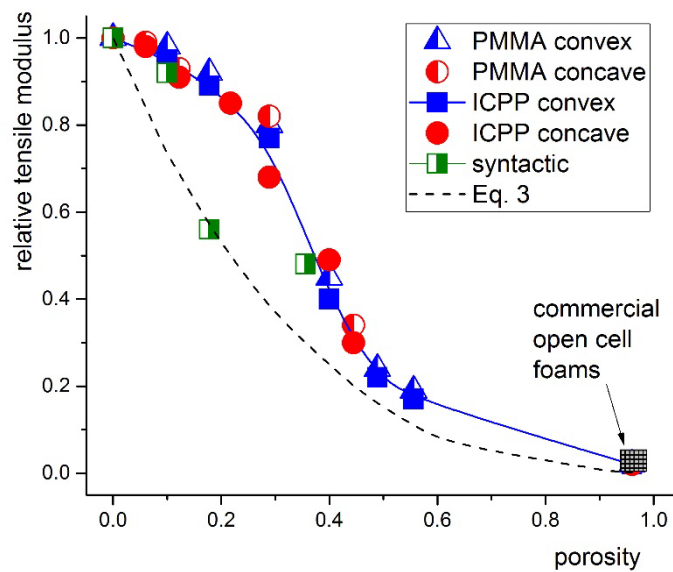 PMMA convex
PMMA concave
ICPP convex
ICPP concave
syntactic
Eq. 3
relative tensile modulus
1.0
0.8
0.6
0.4
0.2
0.0
commercial
open cell
foams
0.0
0.2
0.4
0.6
0.8
1.0
porosity